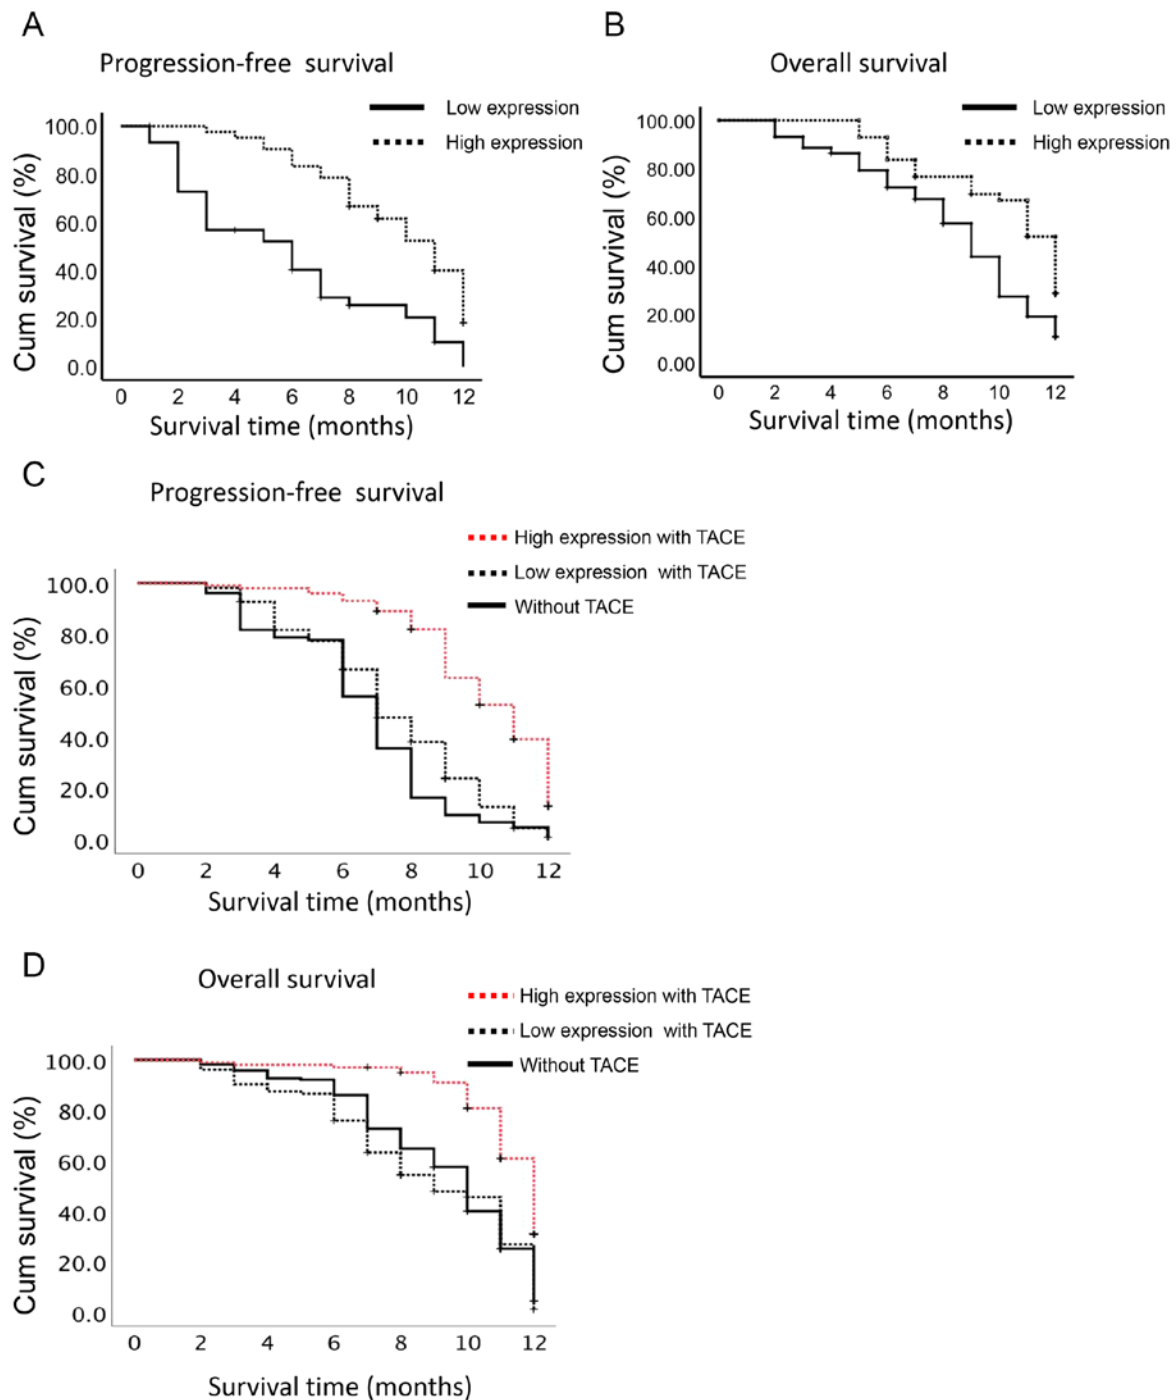 A
Progression-free survival
Low expression
High expression
Cum survival (%)
100.0
80.0
60.0
40.0
20.0
0.0
0 2 4 6 8 10 12
Survival time (months)
B
Overall survival
Low expression
High expression
Cum survival (%)
100.00
80.00
60.00
40.00
20.00
0.00
0 2 4 6 8 10 12
Survival time (months)
C
Progression-free survival
High expression with TACE
Low expression with TACE
Without TACE
Cum survival (%)
100.0
80.0
60.0
40.0
20.0
0.0
0 2 4 6 8 10 12
Survival time (months)
D
Overall survival
High expression with TACE
Low expression with TACE
Without TACE
Cum survival (%)
100.0
80.0
60.0
40.0
20.0
0.0
0 2 4 6 8 10 12
Survival time (months)